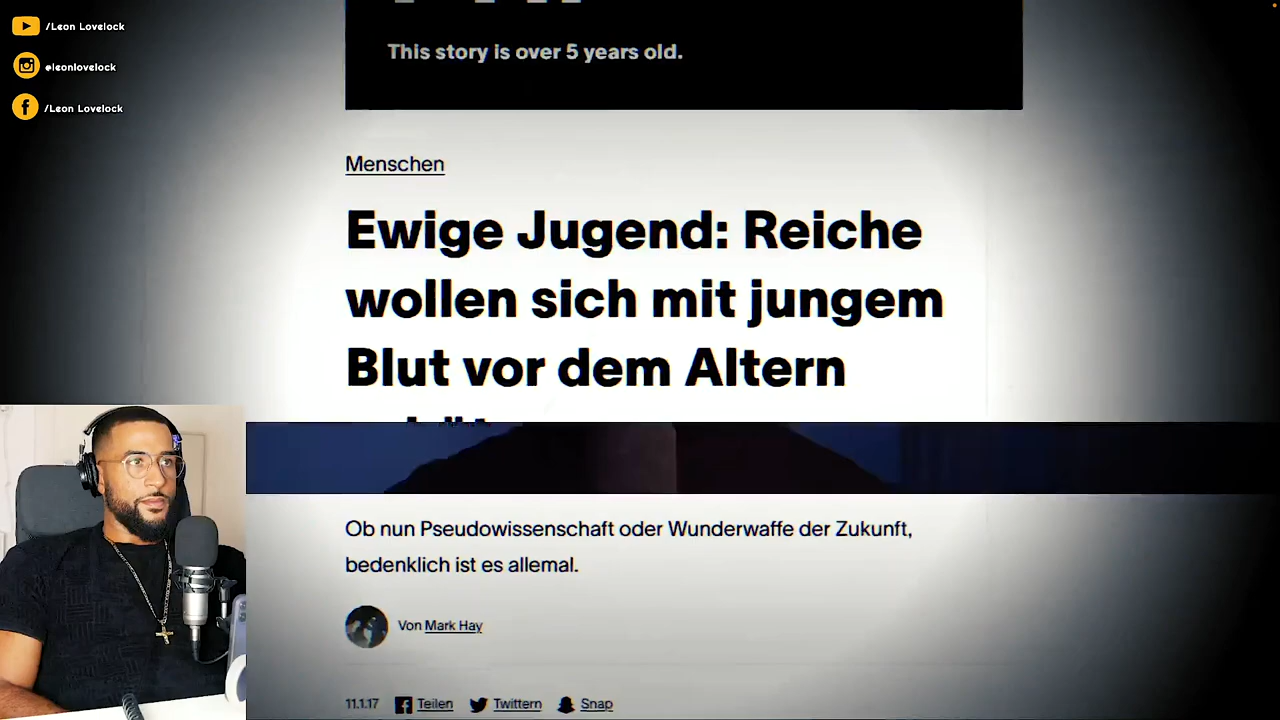 /Leon Lovelock
@leonlovelock
/Leon Lovelock
This story is over 5 years old.
Menschen
Ewige Jugend: Reiche
wollen sich mit jungem
Blut vor dem Altern
Ob nun Pseudowissenschaft oder Wunderwaffe der Zukunft,
bedenklich ist es allemal.
Von Mark Hay
11.1.17 Teilen Twittern Snap